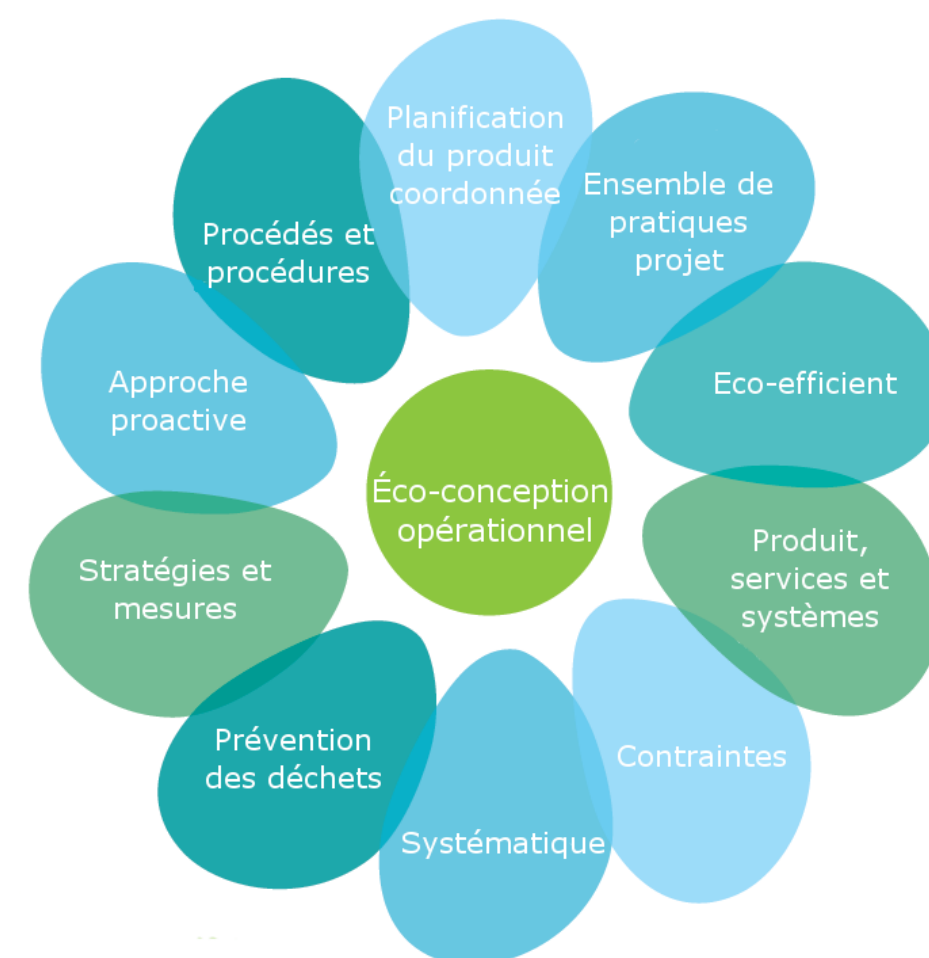 Planification
du produit
coordonnée
Ensemble de
pratiques
projet
Eco-efficient
Produit,
services et
systèmes
Contraintes
Systématique
Prévention
des déchets
Stratégies et
mesures
Approche
proactive
Procédés et
procédures
Éco-conception
opérationnel